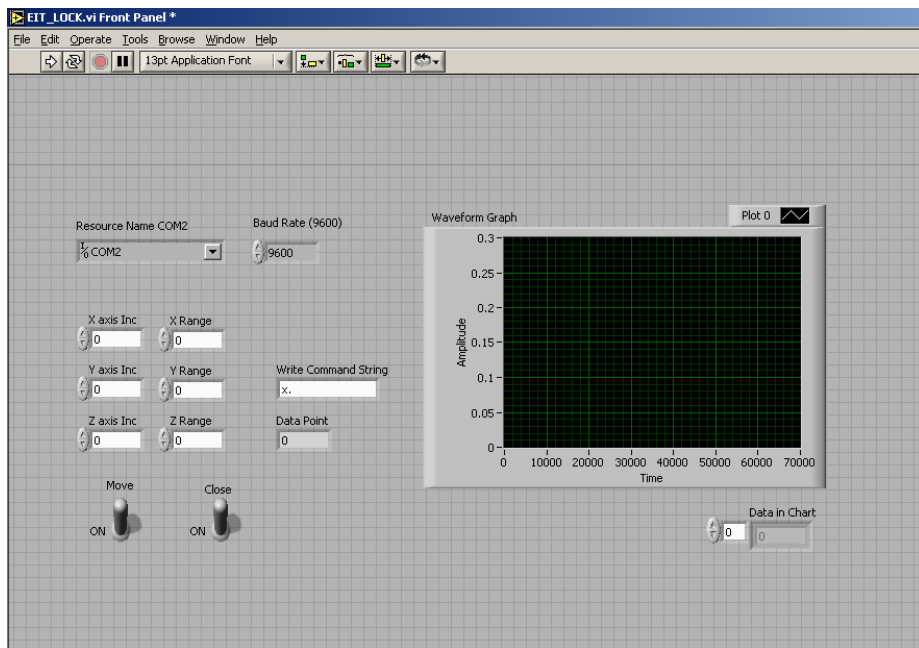 EIT_LOCK.vi Front Panel *
File Edit Operate Tools Browse Window Help
13pt Application Font
Resource Name COM2
Baud Rate (9600)
I/O COM2
9600
X axis Inc X Range
0 0
Y axis Inc Y Range
0 0
Z axis Inc Z Range
0 0
Write Command String
x.
Data Point
0
Move
ON
Close
ON
Waveform Graph
Plot 0
Amplitude
0.3
0.25
0.2
0.15
0.1
0.05
0
0 10000 20000 30000 40000 50000 60000 70000
Time
Data in Chart
0 0